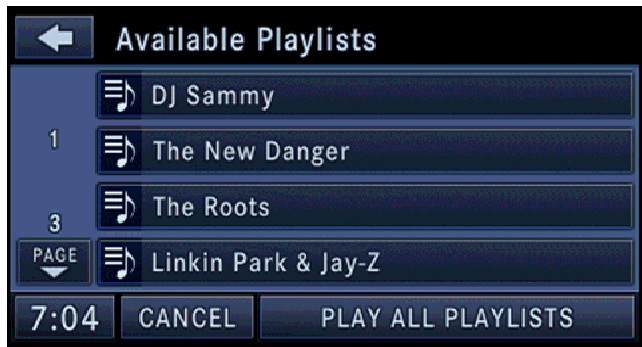 Available Playlists
DJ Sammy
1
The New Danger
The Roots
3
PAGE
Linkin Park & Jay-Z
7:04 CANCEL PLAY ALL PLAYLISTS